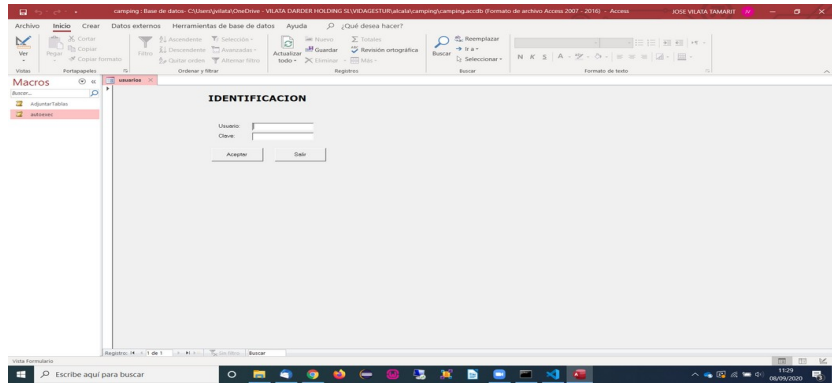 camping : Base de datos- C:\Users\jvilata\OneDrive - VILATA DARDER HOLDING SL\VIDAGESTUR\alcala\camping\camping.accdb (Formato de archivo Access 2007 - 2016) - Access
JOSE VILATA TAMARIT
Archivo Inicio Crear Datos externos Herramientas de base de datos Ayuda ¿Qué desea hacer?
Ver
Pegar
Cortar
Copiar
Copiar formato
Filtro
Ascendente
Descendente
Quitar orden
Selección
Avanzadas
Alternar filtro
Actualizar todo
Nuevo
Guardar
Eliminar
Totales
Revisión ortográfica
Más
Buscar
Reemplazar
Ir a
Seleccionar
N K S A
Vistas Portapapeles Ordenar y filtrar Registros Buscar Formato de texto
Macros
Buscar...
AdjuntarTablas
autoexec
usuarios
IDENTIFICACION
Usuario:
Clave:
Aceptar Salir
Registro: 1 de 1 Sin filtro Buscar
Vista Formulario
Escribe aquí para buscar
11:29
08/09/2020